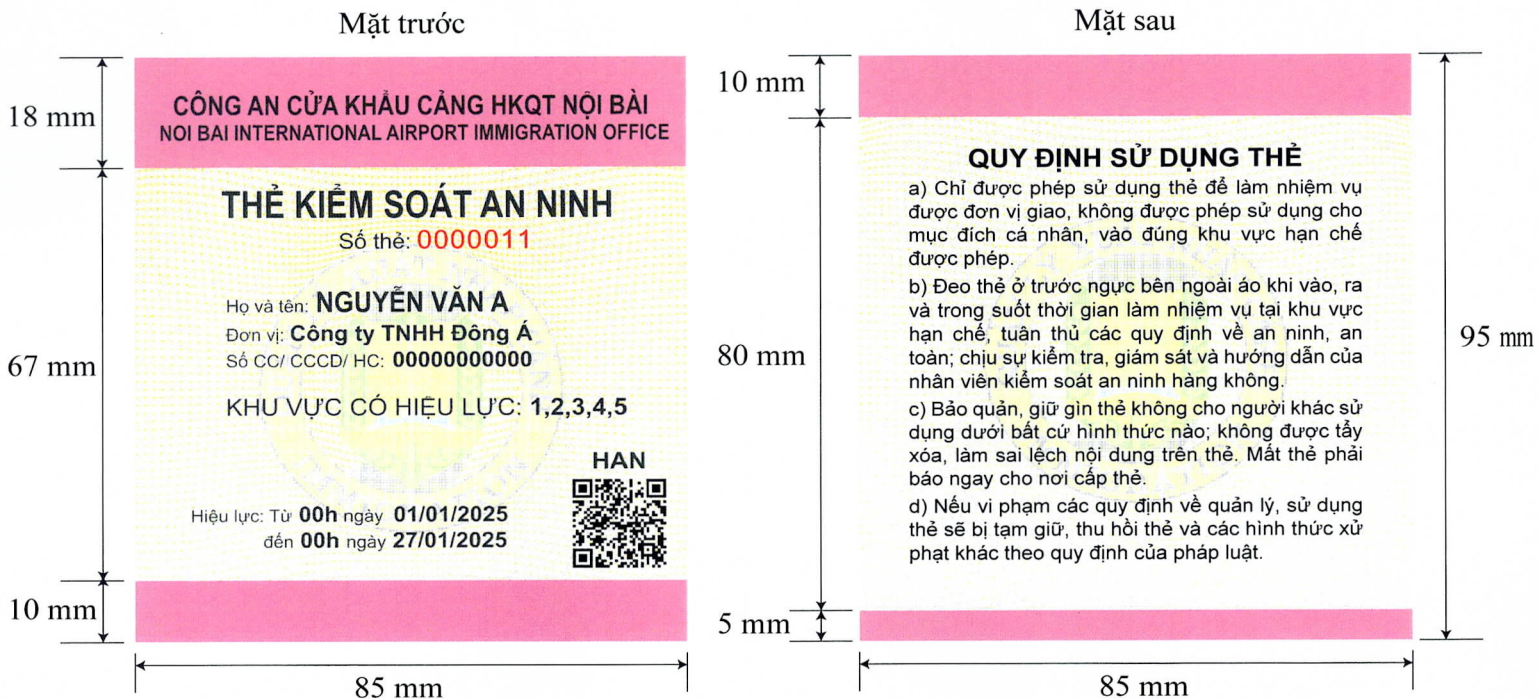 Mặt trước
18 mm
67 mm
10 mm
85 mm
CÔNG AN CỬA KHẨU CẢNG HKQT NỘI BÀI
NOI BAI INTERNATIONAL AIRPORT IMMIGRATION OFFICE
THẺ KIỂM SOÁT AN NINH
Số thẻ: 0000011
Họ và tên: NGUYỄN VĂN A
Đơn vị: Công ty TNHH Đông Á
Số CC/ CCCD/ HC: 00000000000
KHU VỰC CÓ HIỆU LỰC: 1,2,3,4,5
HAN
Hiệu lực: Từ 00h ngày 01/01/2025
đến 00h ngày 27/01/2025
Mặt sau
10 mm
80 mm
5 mm
95 mm
85 mm
QUY ĐỊNH SỬ DỤNG THẺ
a) Chỉ được phép sử dụng thẻ để làm nhiệm vụ
được đơn vị giao, không được phép sử dụng cho
mục đích cá nhân, vào đúng khu vực hạn chế
được phép.
b) Đeo thẻ ở trước ngực bên ngoài áo khi vào, ra
và trong suốt thời gian làm nhiệm vụ tại khu vực
hạn chế, tuân thủ các quy định về an ninh, an
toàn; chịu sự kiểm tra, giám sát và hướng dẫn của
nhân viên kiểm soát an ninh hàng không.
c) Bảo quản, giữ gìn thẻ không cho người khác sử
dụng dưới bất cứ hình thức nào; không được tẩy
xóa, làm sai lệch nội dung trên thẻ. Mất thẻ phải
báo ngay cho nơi cấp thẻ.
d) Nếu vi phạm các quy định về quản lý, sử dụng
thẻ sẽ bị tạm giữ, thu hồi thẻ và các hình thức xử
phạt khác theo quy định của pháp luật.